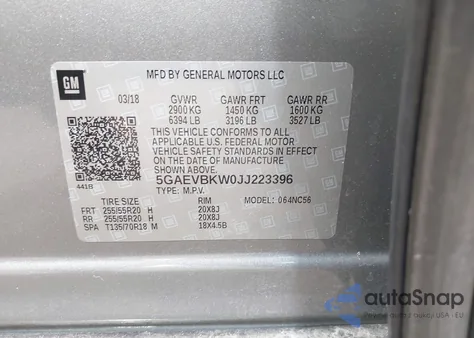 GM
MFD BY GENERAL MOTORS LLC
03/18 GVWR GAWR FRT GAWR RR
2900 KG 1450 KG 1600 KG
6394 LB 3196 LB 3527 LB
THIS VEHICLE CONFORMS TO ALL
APPLICABLE U.S. FEDERAL MOTOR
VEHICLE SAFETY STANDARDS IN
EFFECT ON THE DATE OF MANUFACTURE
SHOWN ABOVE.
5GAEVBKW0JJ223396
TYPE: M.P.V. MODEL: 064NC56
441B
TIRE SIZE RIM
FRT 255/55R20 H 20X8J
RR 255/55R20 H 20X8J
SPA T135/70R18 M 18X4.5B
autaSnap
USA - EU